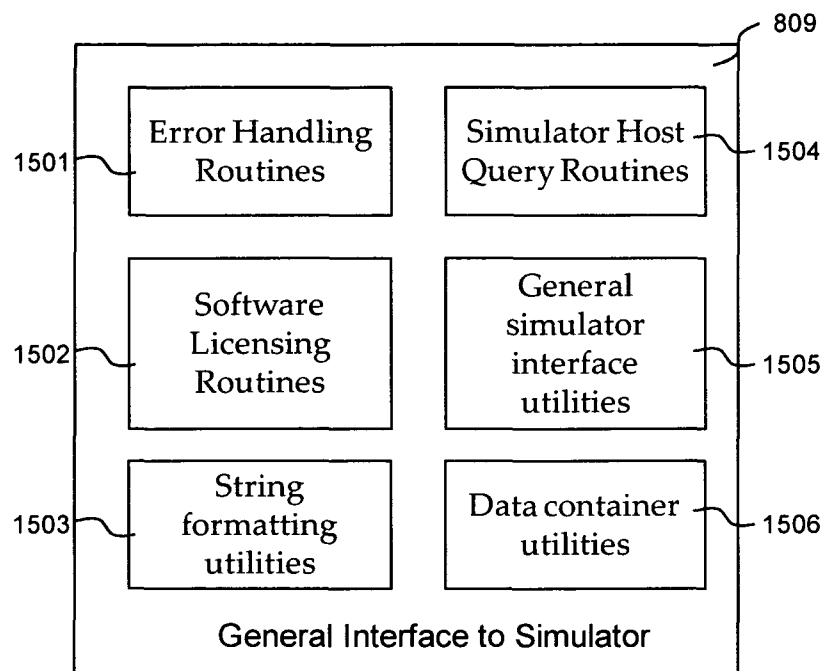 809
1501
Error Handling
Routines
Simulator Host
Query Routines
1504
1502
Software
Licensing
Routines
General
simulator
interface
utilities
1505
1503
String
formatting
utilities
Data container
utilities
1506
General Interface to Simulator